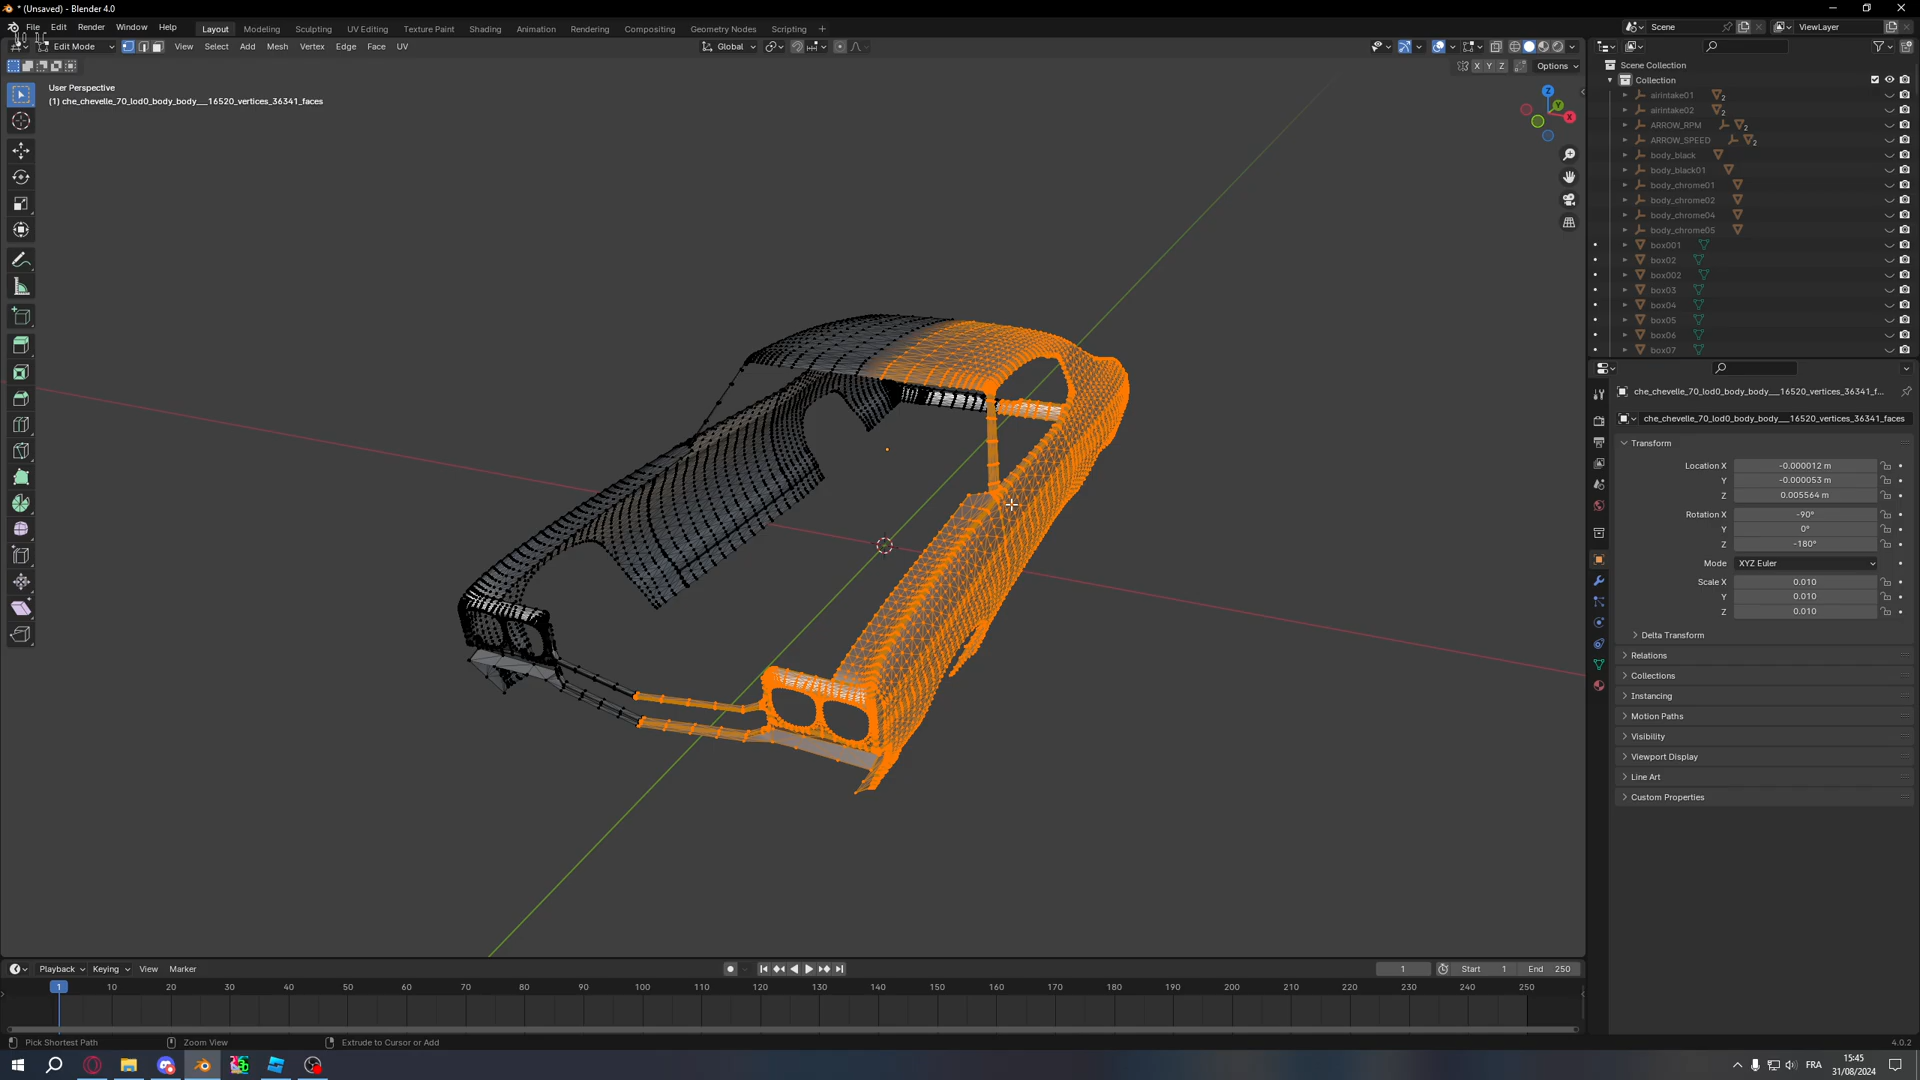 * (Unsaved) - Blender 4.0
File Edit Render Window Help Layout Modeling Sculpting UV Editing Texture Paint Shading Animation Rendering Compositing Geometry Nodes Scripting + Scene ViewLayer
Edit Mode View Select Add Mesh Vertex Edge Face UV Global
X Y Z Options
User Perspective
(1) che_chevelle_70_lod0_body_body__16520_vertices_36341_faces
Z
Y
X
Scene Collection
Collection
airintake01 2
airintake02 2
ARROW_RPM 2
ARROW_SPEED 2
body_black
body_black01
body_chrome01
body_chrome02
body_chrome04
body_chrome05
box001
box02
box002
box03
box04
box05
box06
box07
che_chevelle_70_lod0_body_body__16520_vertices_36341_f...
che_chevelle_70_lod0_body_body__16520_vertices_36341_faces
Transform
Location X -0.000012 m
Y -0.000053 m
Z 0.005564 m
Rotation X -90°
Y 0°
Z -180°
Mode XYZ Euler
Scale X 0.010
Y 0.010
Z 0.010
Delta Transform
Relations
Collections
Instancing
Motion Paths
Visibility
Viewport Display
Line Art
Custom Properties
Playback Keying View Marker 1 Start 1 End 250
1 10 20 30 40 50 60 70 80 90 100 110 120 130 140 150 160 170 180 190 200 210 220 230 240 250
Pick Shortest Path Zoom View Extrude to Cursor or Add 4.0.2
FRA 15:45
31/08/2024